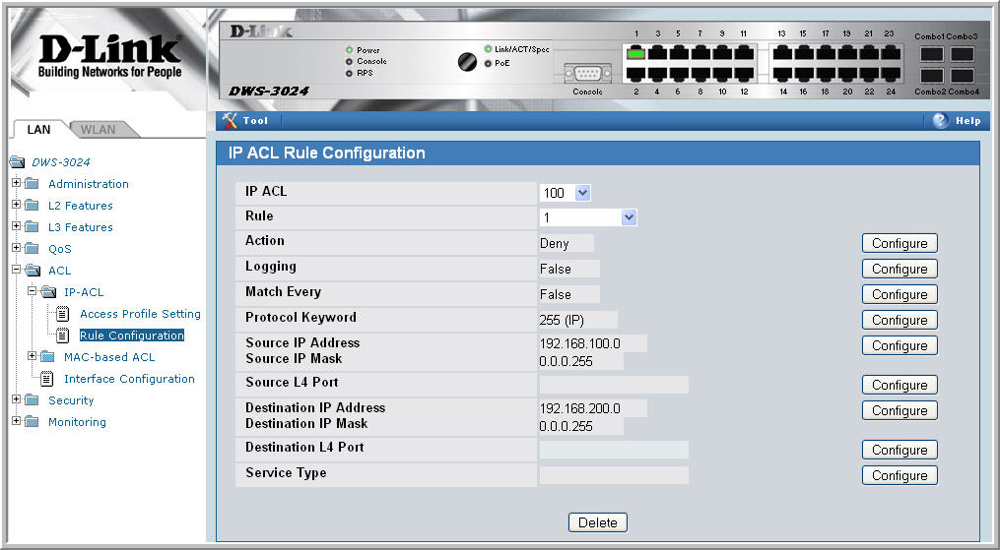 D-Link
Building Networks for People
D-Link
Power
Console
RPS
Link/ACT/Spec
PoE
Console
DWS-3024
1 3 5 7 9 11 13 15 17 19 21 23
2 4 6 8 10 12 14 16 18 20 22 24
Combo1 Combo3
Combo2 Combo4
LAN WLAN
Tool
Help
DWS-3024
Administration
L2 Features
L3 Features
QoS
ACL
IP-ACL
Access Profile Setting
Rule Configuration
MAC-based ACL
Interface Configuration
Security
Monitoring
IP ACL Rule Configuration
IP ACL 100
Rule 1
Action Deny Configure
Logging False Configure
Match Every False Configure
Protocol Keyword 255 (IP) Configure
Source IP Address 192.168.100.0 Configure
Source IP Mask 0.0.0.255
Source L4 Port Configure
Destination IP Address 192.168.200.0 Configure
Destination IP Mask 0.0.0.255
Destination L4 Port Configure
Service Type Configure
Delete